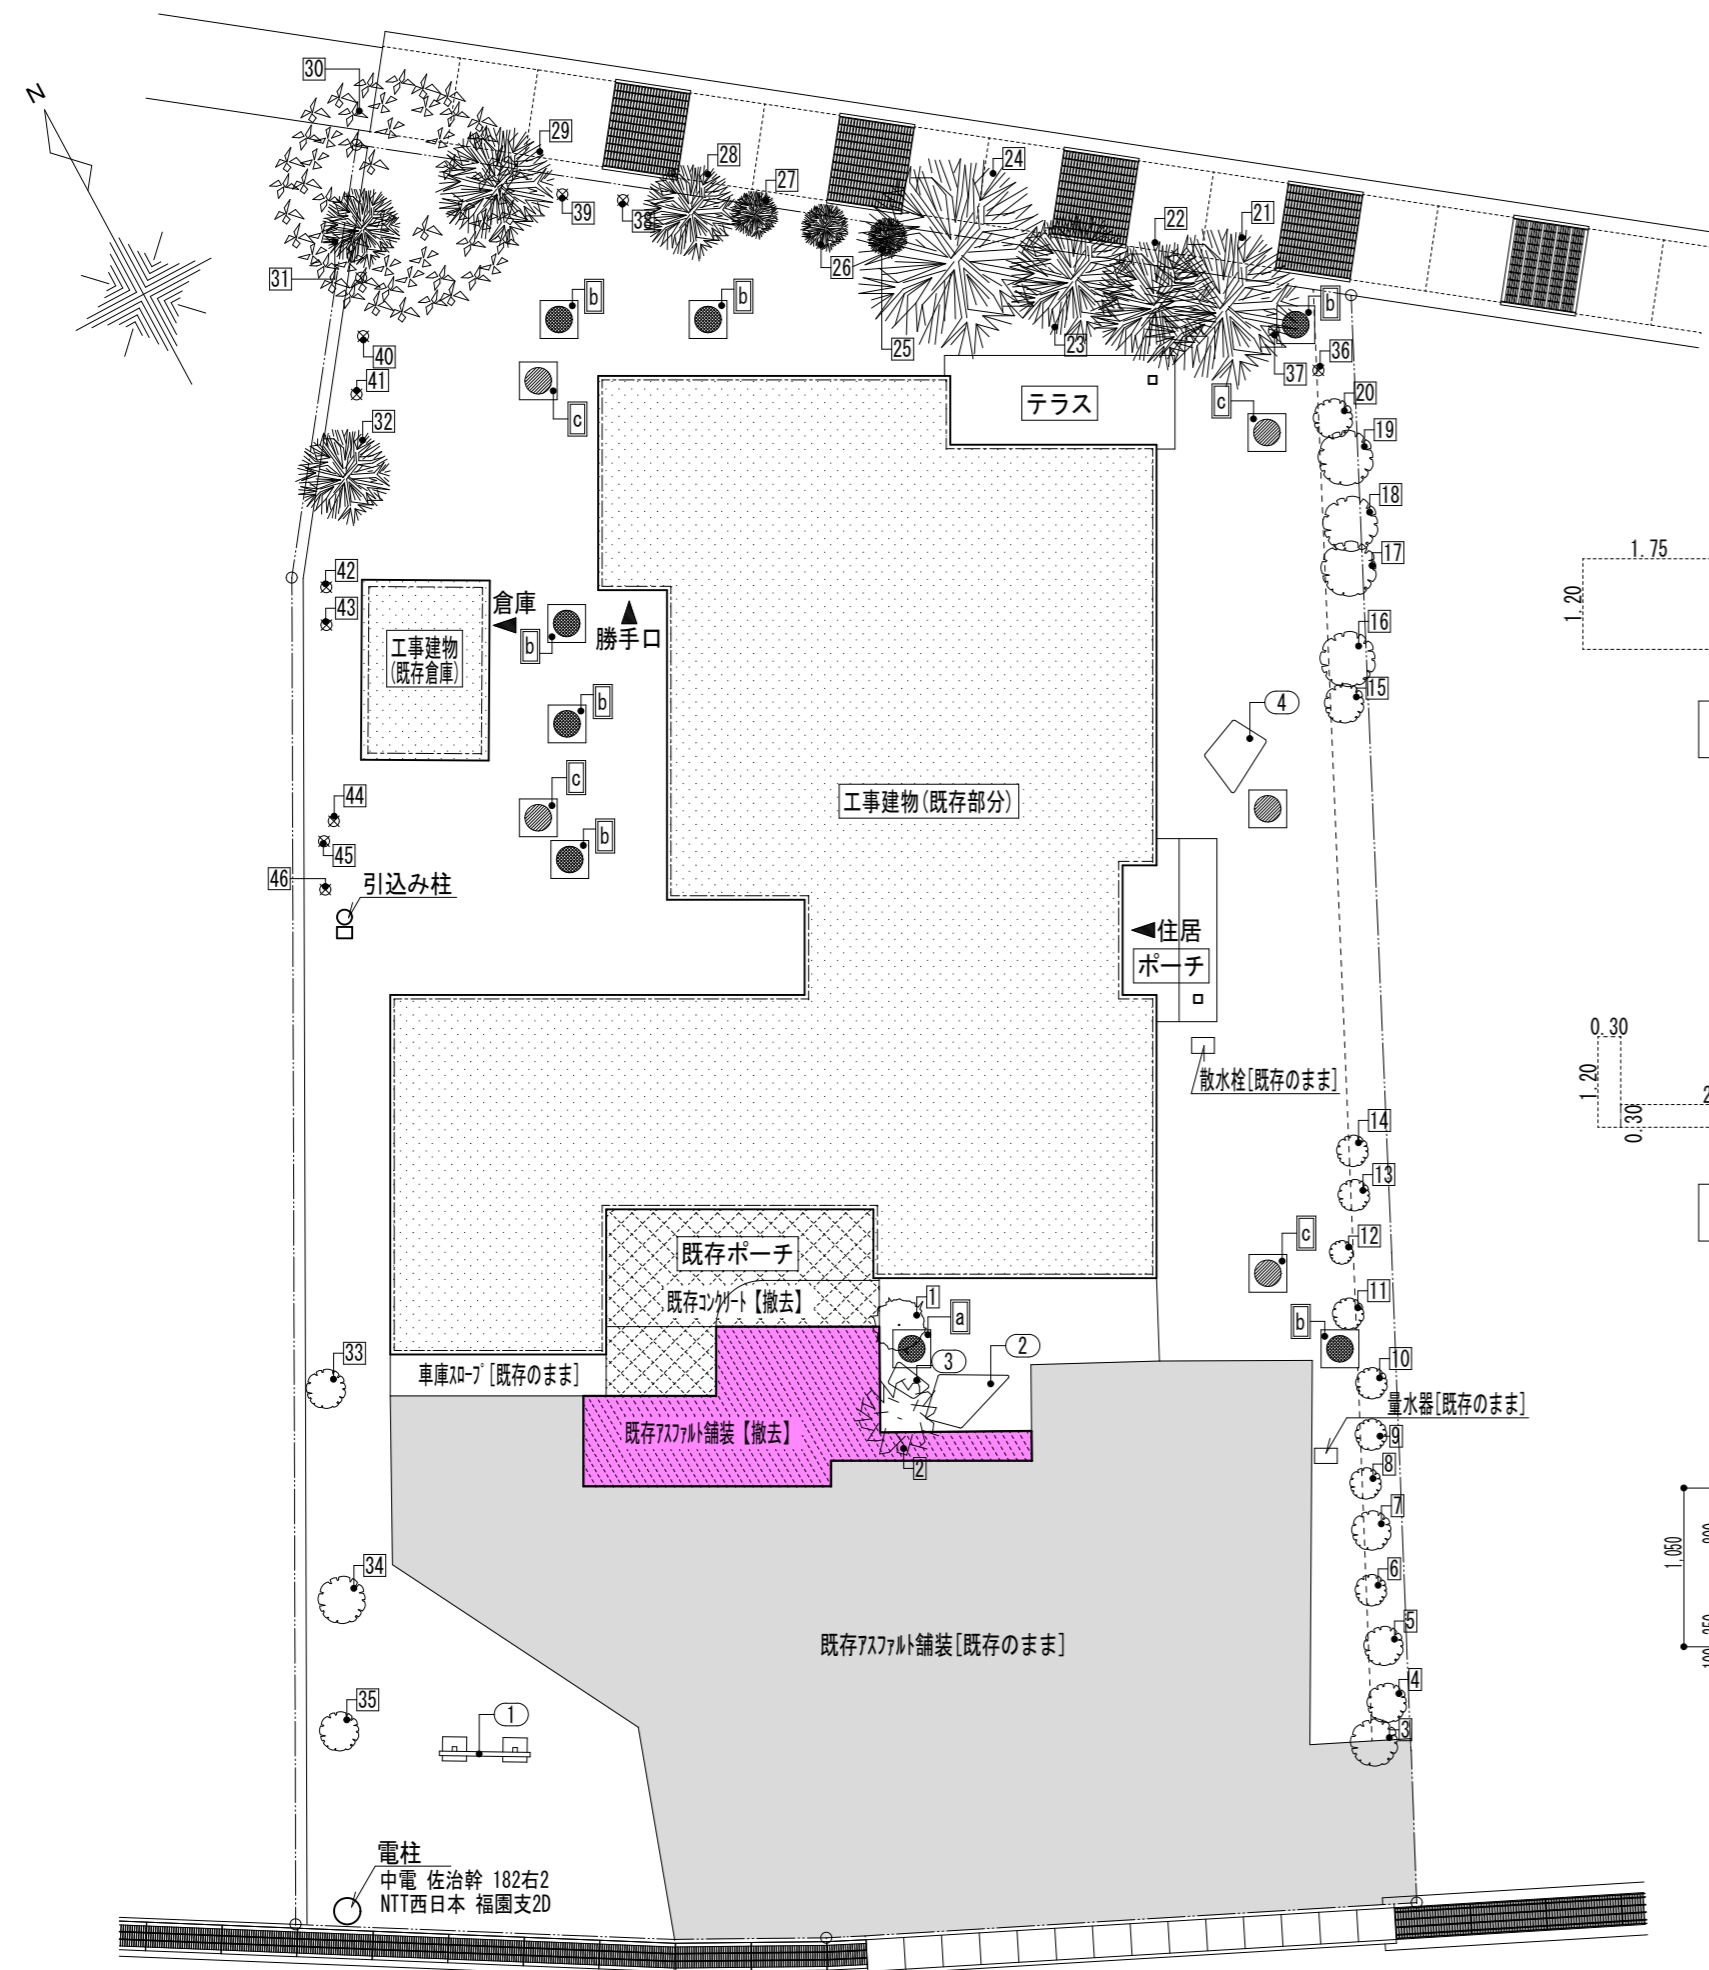 N
30
29
28
27
24
22
21
39
38
26
31
b
b
b
25
23
37
36
40
41
c
テラス
c
20
32
19
18
17
1.75
1.20
42
43
倉庫
b
勝手口
工事建物
(既存倉庫)
16
15
b
4
c
44
工事建物(既存部分)
b
45
46
引込み柱
住居
ポーチ
0.30
1.20
0.30
2
散水栓[既存のまま]
14
13
12
c
既存ポーチ
既存コンクリート【撤去】
1
a
11
b
3
2
10
33
車庫スロープ[既存のまま]
量水器[既存のまま]
既存アスファルト舗装【撤去】
9
2
8
7
1,050
34
6
5
既存アスファルト舗装[既存のまま]
4
35
1
3
電柱
中電 佐治幹 182右2
NTT西日本 福園支2D